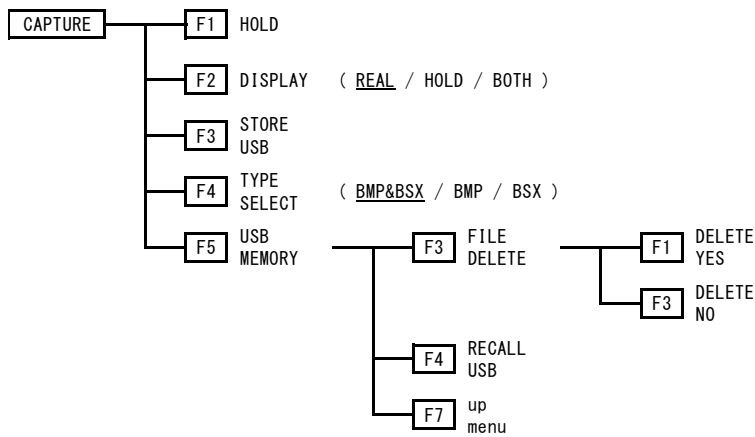 CAPTURE
F1 HOLD
F2 DISPLAY ( REAL / HOLD / BOTH )
F3 STORE
USB
F4 TYPE
SELECT ( BMP&BSX / BMP / BSX )
F5 USB
MEMORY
F3 FILE
DELETE
F1 DELETE
YES
F3 DELETE
NO
F4 RECALL
USB
F7 up
menu